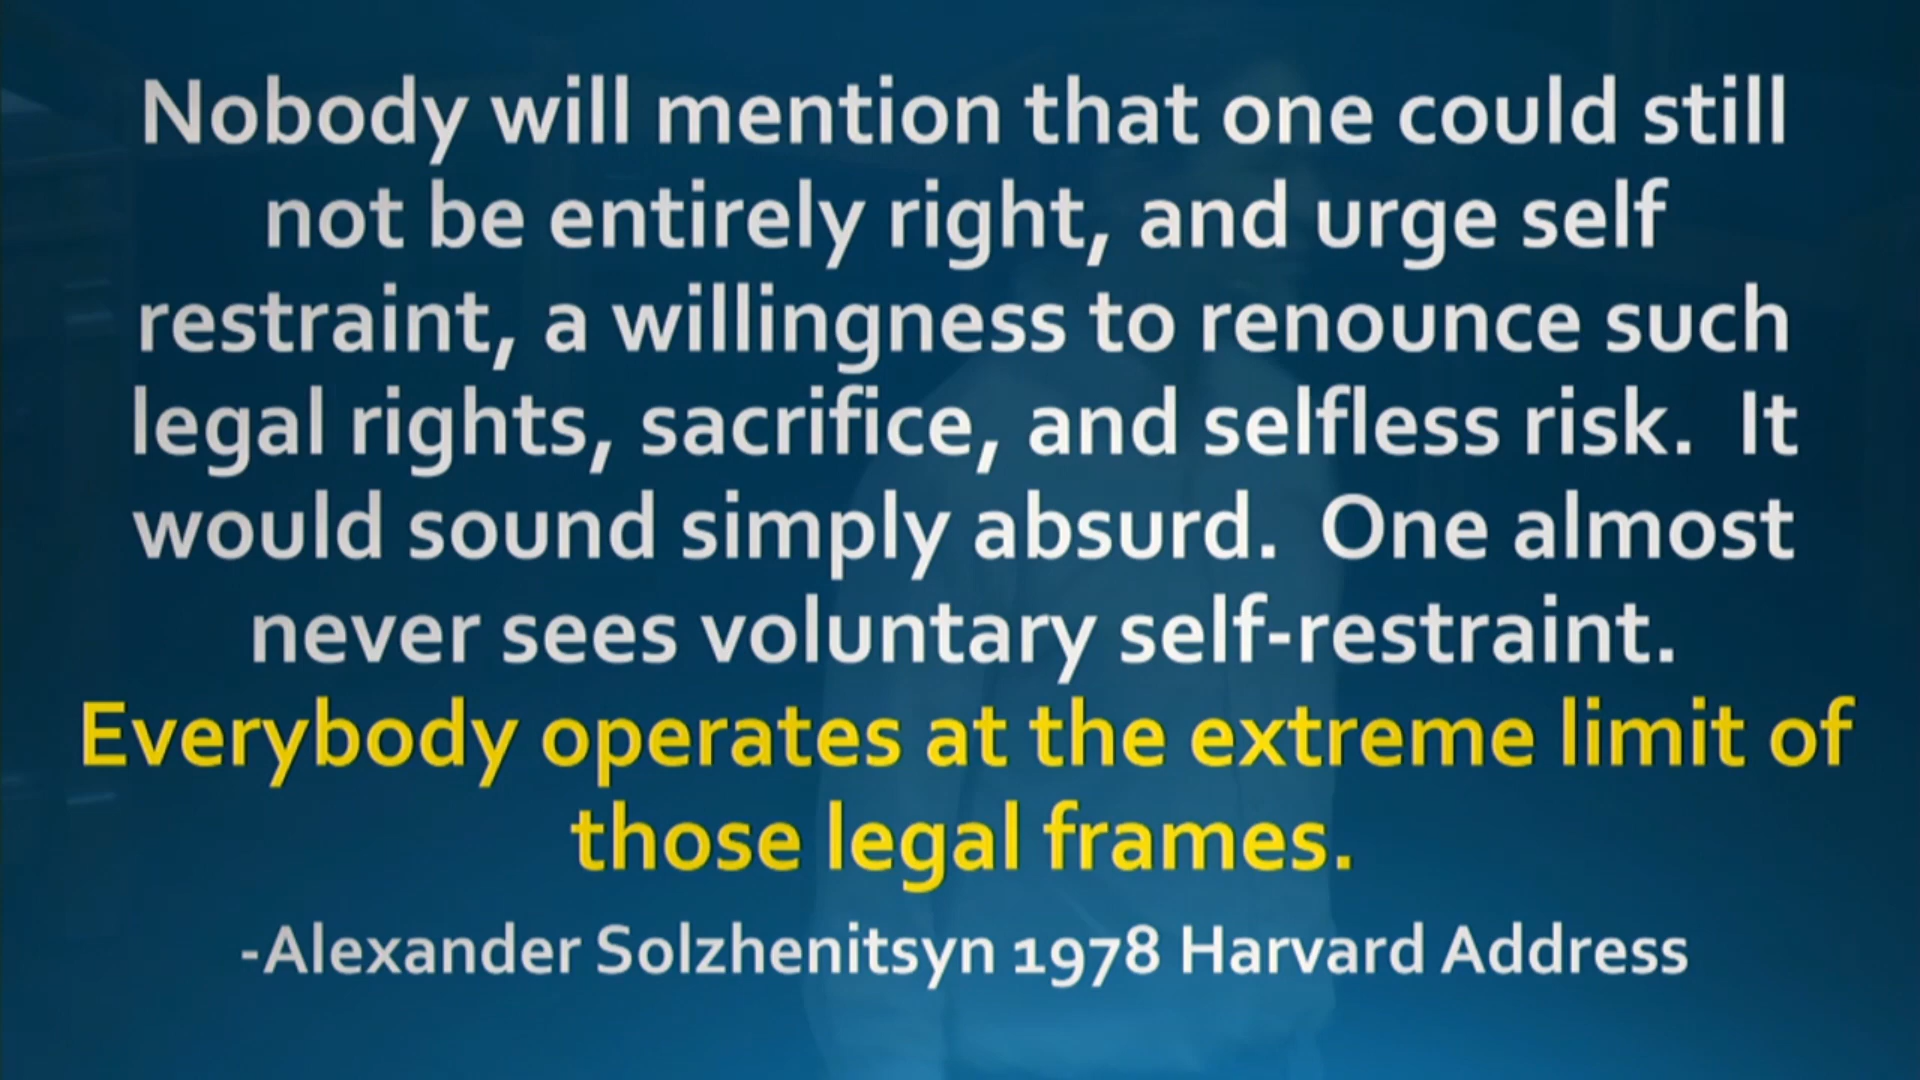 Nobody will mention that one could still
not be entirely right, and urge self
restraint, a willingness to renounce such
legal rights, sacrifice, and selfless risk.  It
would sound simply absurd.  One almost
never sees voluntary self-restraint.
Everybody operates at the extreme limit of
those legal frames.
-Alexander Solzhenitsyn 1978 Harvard Address